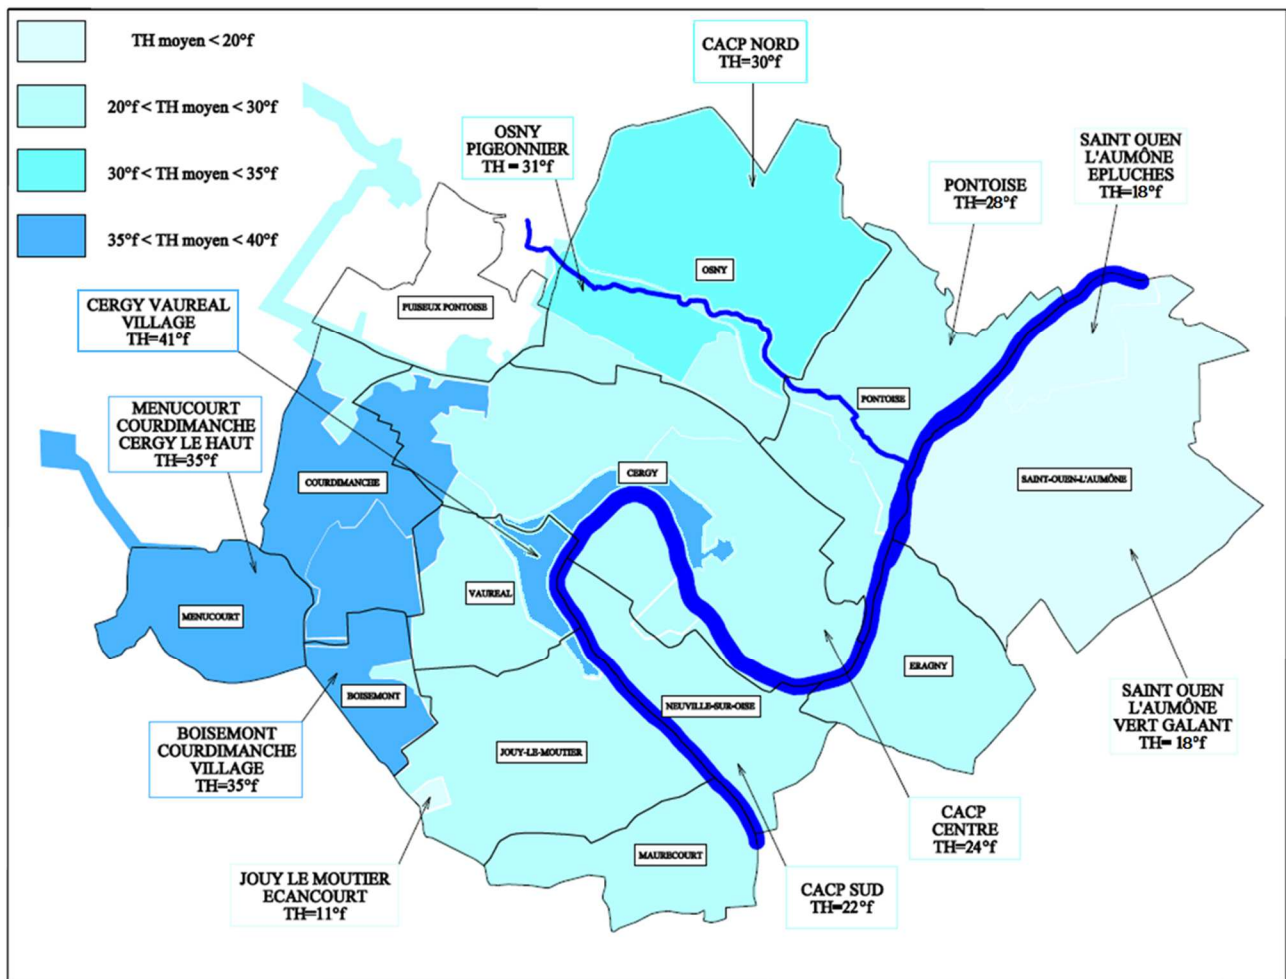 TH moyen < 20°f
20°f < TH moyen < 30°f
30°f < TH moyen < 35°f
35°f < TH moyen < 40°f
CACP NORD
TH=30°f
OSNY
PIGEONNIER
TH = 31°f
SAINT OUEN
L'AUMÔNE
EPLUCHES
TH=18°f
PONTOISE
TH=28°f
CERGY VAUREAL
VILLAGE
TH=41°f
MENUCOURT
COURDIMANCHE
CERGY LE HAUT
TH=35°f
OSNY
PUISEUX PONTOISE
PONTOISE
CERGY
COURDIMANCHE
SAINT-OUEN-L'AUMÔNE
VAUREAL
MENUCOURT
ERAGNY
BOISEMONT
NEUVILLE-SUR-OISE
JOUY-LE-MOUTIER
MAURECOURT
BOISEMONT
COURDIMANCHE
VILLAGE
TH=35°f
SAINT OUEN
L'AUMÔNE
VERT GALANT
TH= 18°f
CACP
CENTRE
TH=24°f
JOUY LE MOUTIER
ECANCOURT
TH=11°f
CACP SUD
TH=22°f